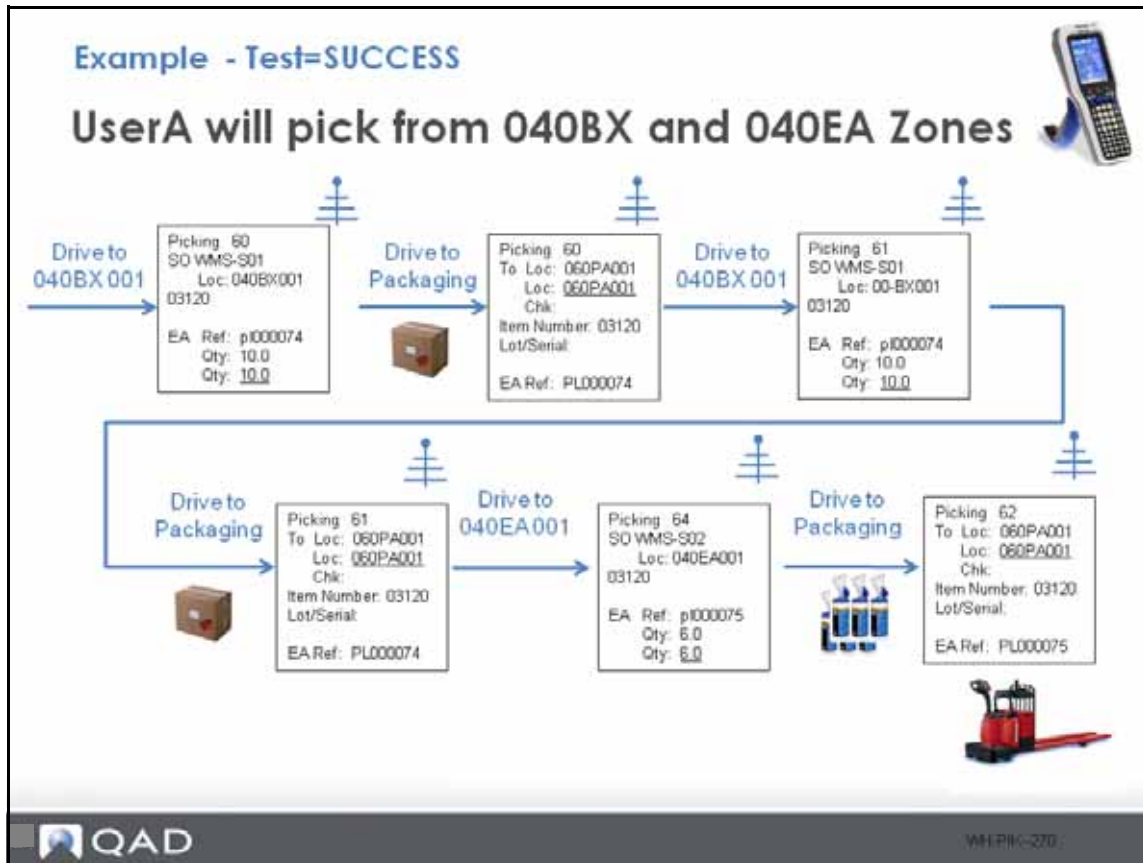 Example - Test=SUCCESS
UserA will pick from 040BX and 040EA Zones
Drive to
040BX 001
Picking 60
SO WMS-S01
Loc: 040BX001
03120
EA Ref: pl000074
Qty: 10.0
Qty: 10.0
Drive to
Packaging
Picking 60
To Loc: 060PA001
Loc: 060PA001
Chk:
Item Number: 03120
Lot/Serial:
EA Ref: PL000074
Drive to
040BX 001
Picking 61
SO WMS-S01
Loc: 00-BX001
03120
EA Ref: pl000074
Qty: 10.0
Qty: 10.0
Drive to
Packaging
Picking 61
To Loc: 060PA001
Loc: 060PA001
Chk:
Item Number: 03120
Lot/Serial:
EA Ref: PL000074
Drive to
040EA 001
Picking 64
SO WMS-S02
Loc: 040EA001
03120
EA Ref: pl000075
Qty: 6.0
Qty: 6.0
Drive to
Packaging
Picking 62
To Loc: 060PA001
Loc: 060PA001
Chk:
Item Number: 03120
Lot/Serial:
EA Ref: PL000075
QAD
WH-PIK-270